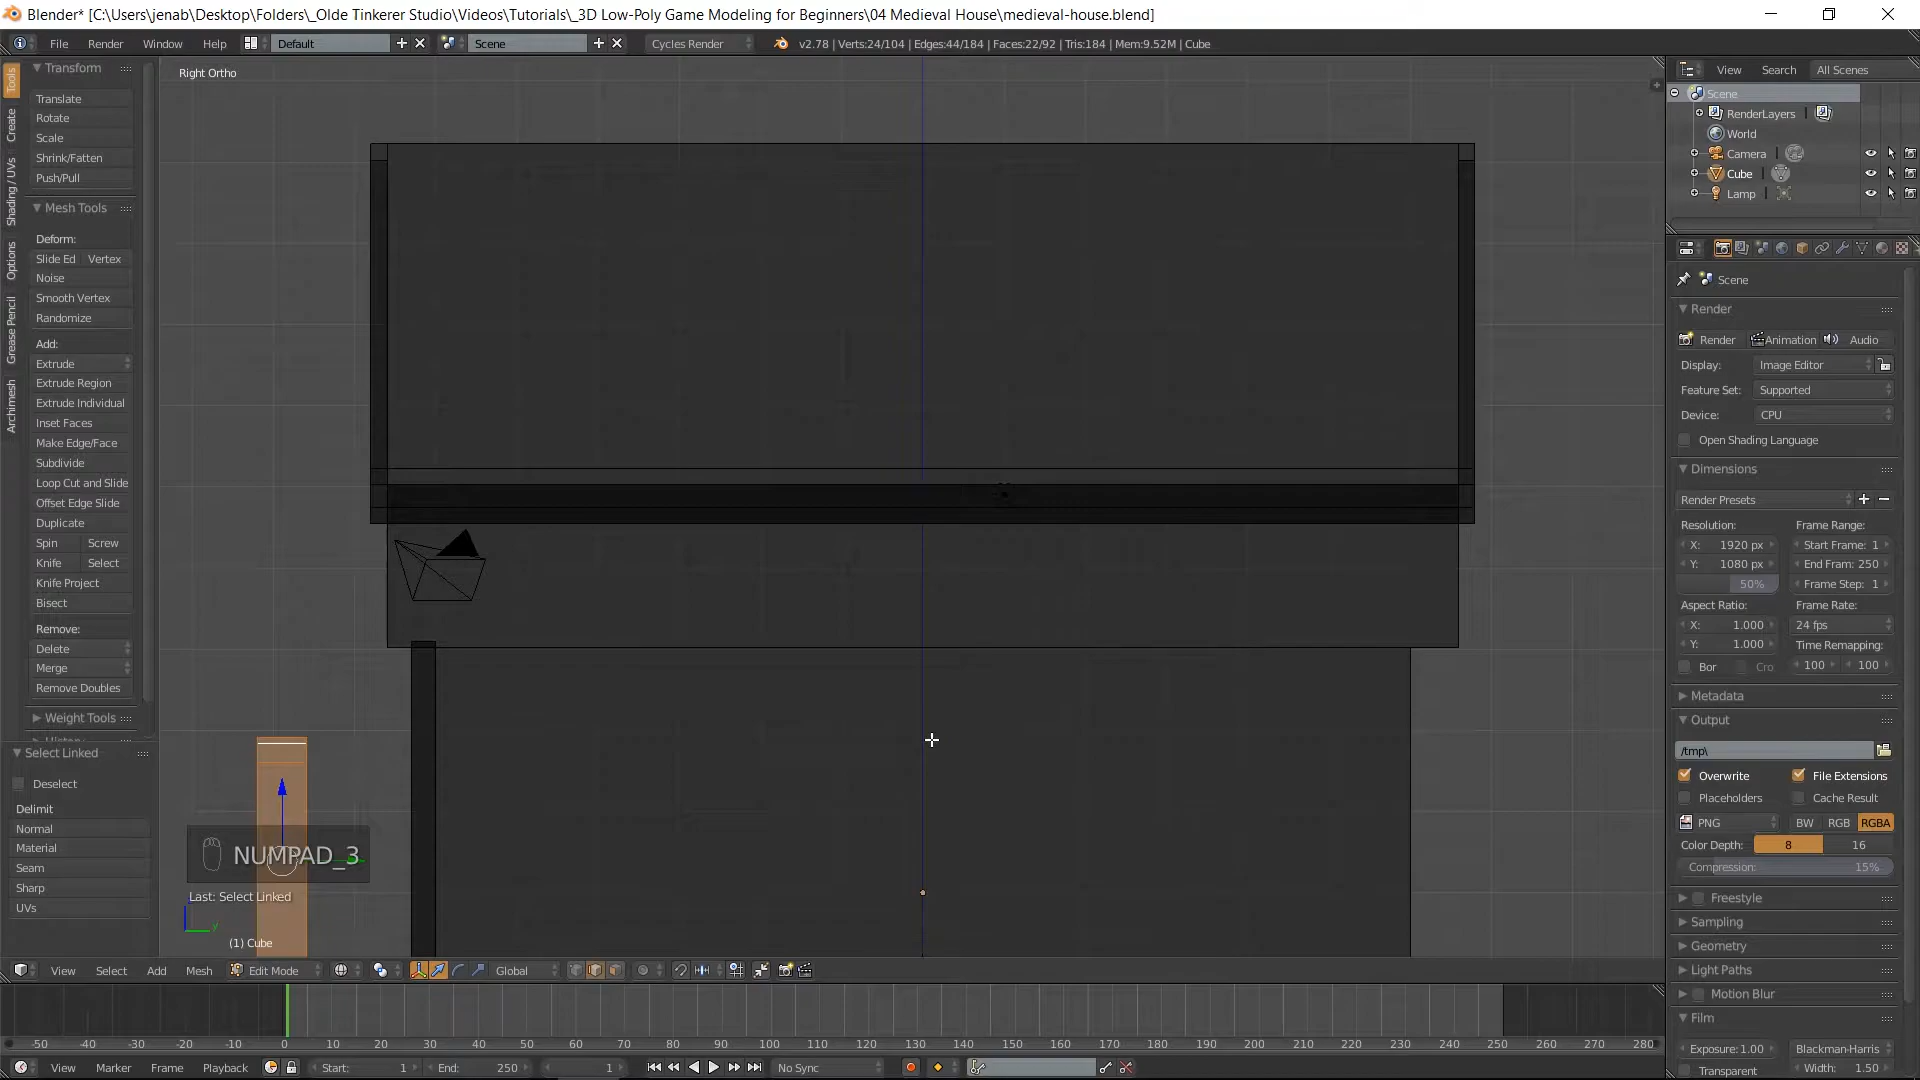 Blender* [C:\Users\jenab\Desktop\Folders\_Olde Tinkerer Studio\Videos\Tutorials\_3D Low-Poly Game Modeling for Beginners\04 Medieval House\medieval-house.blend]
File Render Window Help Default Scene Cycles Render v2.78 | Verts:24/104 | Edges:44/184 | Faces:22/92 | Tris:184 | Mem:9.52M | Cube
Tools
Create
Shading / UVs
Options
Grease Pencil
Archimesh
Transform
Translate
Rotate
Scale
Shrink/Fatten
Push/Pull
Mesh Tools
Deform:
Slide Ed Vertex
Noise
Smooth Vertex
Randomize
Add:
Extrude
Extrude Region
Extrude Individual
Inset Faces
Make Edge/Face
Subdivide
Loop Cut and Slide
Offset Edge Slide
Duplicate
Spin Screw
Knife Select
Knife Project
Bisect
Remove:
Delete
Merge
Remove Doubles
Weight Tools
Select Linked
Deselect
Delimit
Normal
Material
Seam
Sharp
UVs
Right Ortho
NUMPAD_3
Last: Select Linked
y
(1) Cube
View Select Add Mesh Edit Mode Global
-50 -40 -30 -20 -10 0 10 20 30 40 50 60 70 80 90 100 110 120 130 140 150 160 170 180 190 200 210 220 230 240 250 260 270 280
View Marker Frame Playback Start: 1 End: 250 1 No Sync
View Search All Scenes
Scene
RenderLayers
World
Camera
Cube
Lamp
Scene
Render
Render Animation Audio
Display: Image Editor
Feature Set: Supported
Device: CPU
Open Shading Language
Dimensions
Render Presets
Resolution: Frame Range:
X: 1920 px Start Frame: 1
Y: 1080 px End Fram: 250
50% Frame Step: 1
Aspect Ratio: Frame Rate:
X: 1.000 24 fps
Y: 1.000 Time Remapping:
Bor Cro 100 100
Metadata
Output
/tmp\
Overwrite File Extensions
Placeholders Cache Result
PNG BW RGB RGBA
Color Depth: 8 16
Compression: 15%
Freestyle
Sampling
Geometry
Light Paths
Motion Blur
Film
Exposure: 1.00 Blackman-Harris
Transparent Width: 1.50